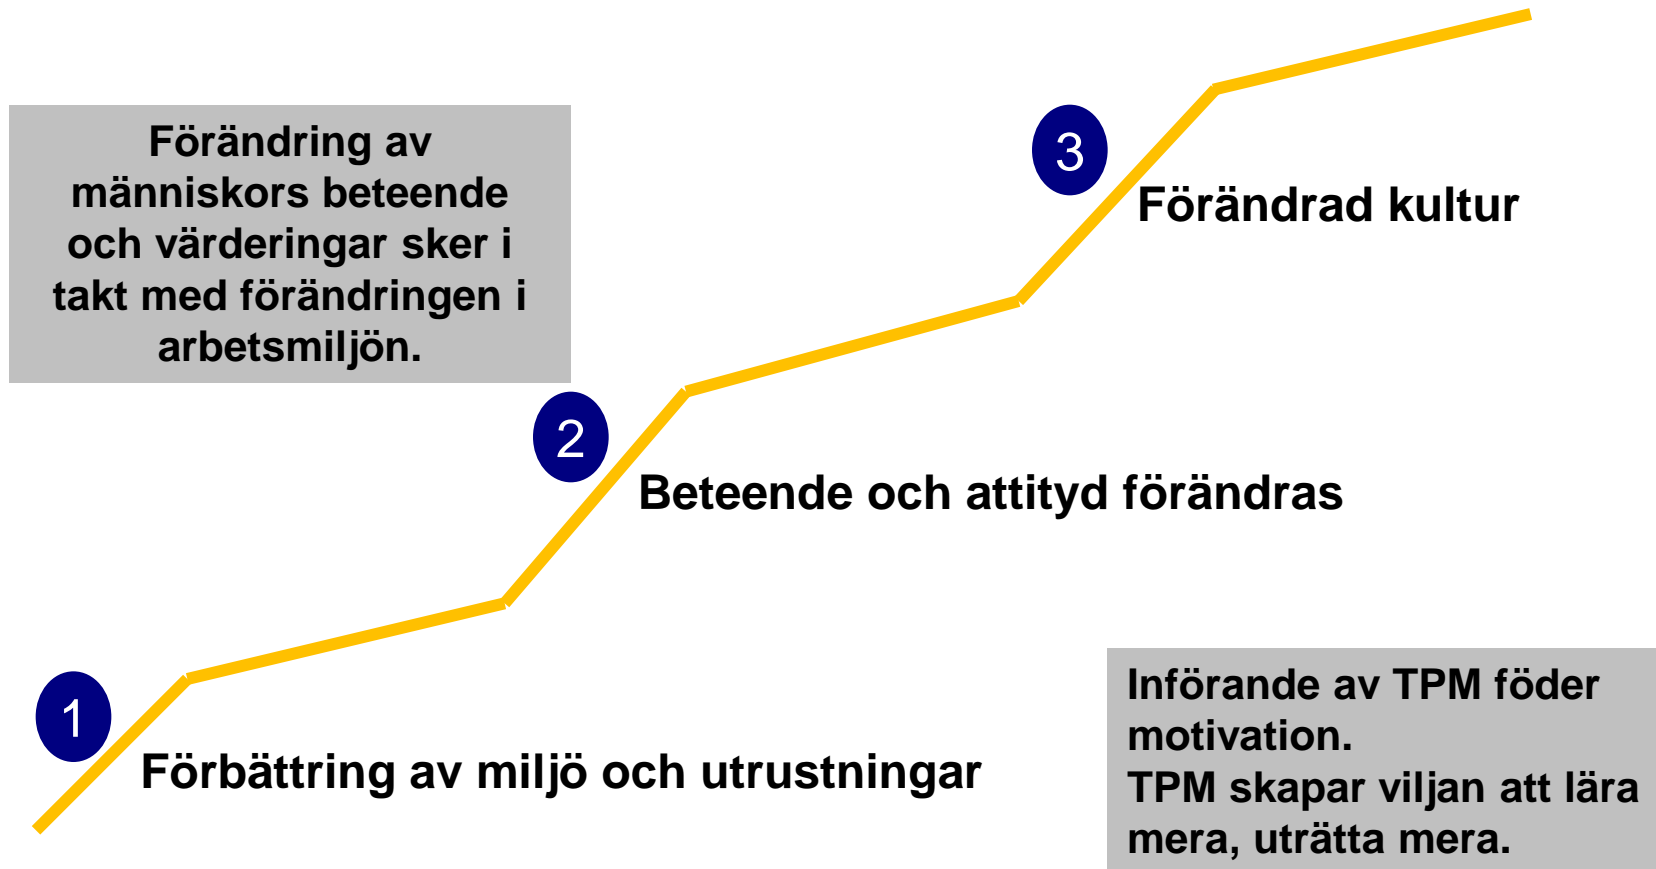 Förändring av
människors beteende
och värderingar sker i
takt med förändringen i
arbetsmiljön.
3
Förändrad kultur
2
Beteende och attityd förändras
1
Förbättring av miljö och utrustningar
Införande av TPM föder
motivation.
TPM skapar viljan att lära
mera, uträtta mera.